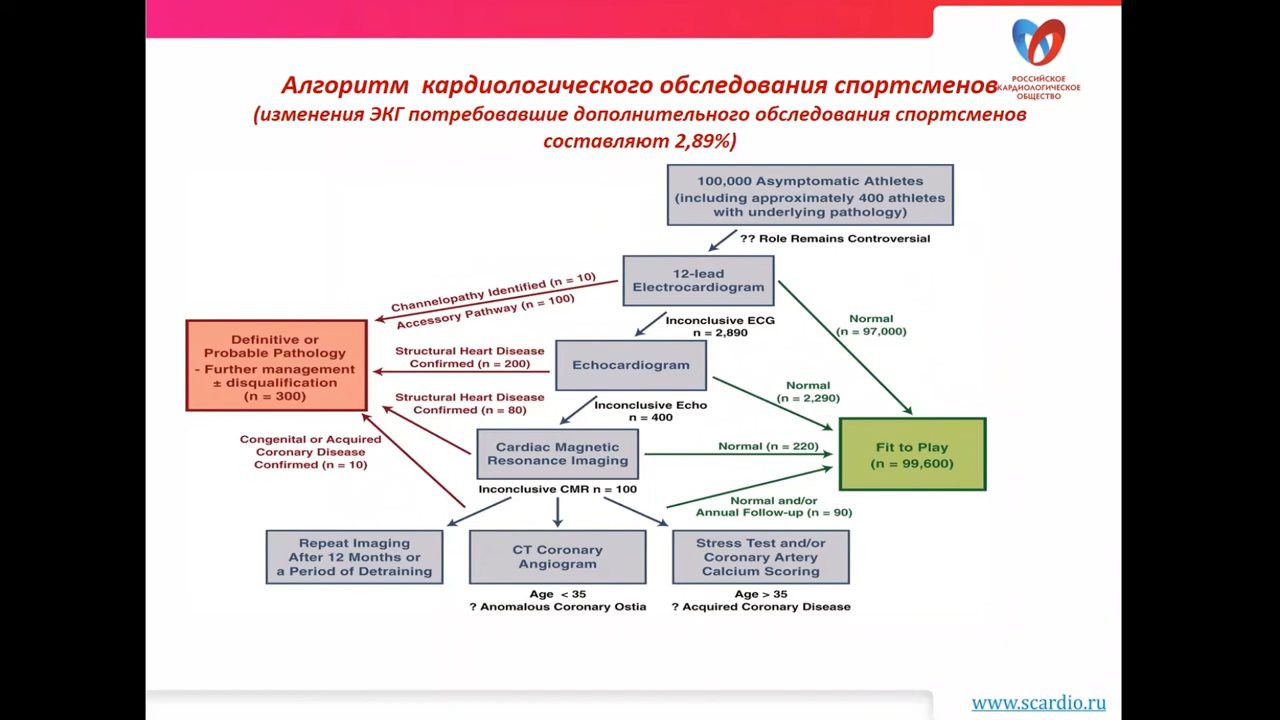 РОССИЙСКОЕ
КАРДИОЛОГИЧЕСКОЕ
ОБЩЕСТВО
Алгоритм кардиологического обследования спортсменов
(изменения ЭКГ потребовавшие дополнительного обследования спортсменов
составляют 2,89%)
100,000 Asymptomatic Athletes
(including approximately 400 athletes
with underlying pathology)
?? Role Remains Controversial
12-lead
Electrocardiogram
Channelopathy Identified (n = 10)
Accessory Pathway (n = 100)
Inconclusive ECG
n = 2,890
Normal
(n = 97,000)
Definitive or
Probable Pathology
- Further management
± disqualification
(n = 300)
Structural Heart Disease
Confirmed (n = 200)
Echocardiogram
Normal
(n = 2,290)
Structural Heart Disease
Confirmed (n = 80)
Inconclusive Echo
n = 400
Congenital or Acquired
Coronary Disease
Confirmed (n = 10)
Cardiac Magnetic
Resonance Imaging
Normal (n = 220)
Fit to Play
(n = 99,600)
Inconclusive CMR n = 100
Normal and/or
Annual Follow-up (n = 90)
Repeat Imaging
After 12 Months or
a Period of Detraining
CT Coronary
Angiogram
Stress Test and/or
Coronary Artery
Calcium Scoring
Age < 35
? Anomalous Coronary Ostia
Age > 35
? Acquired Coronary Disease
www.scardio.ru